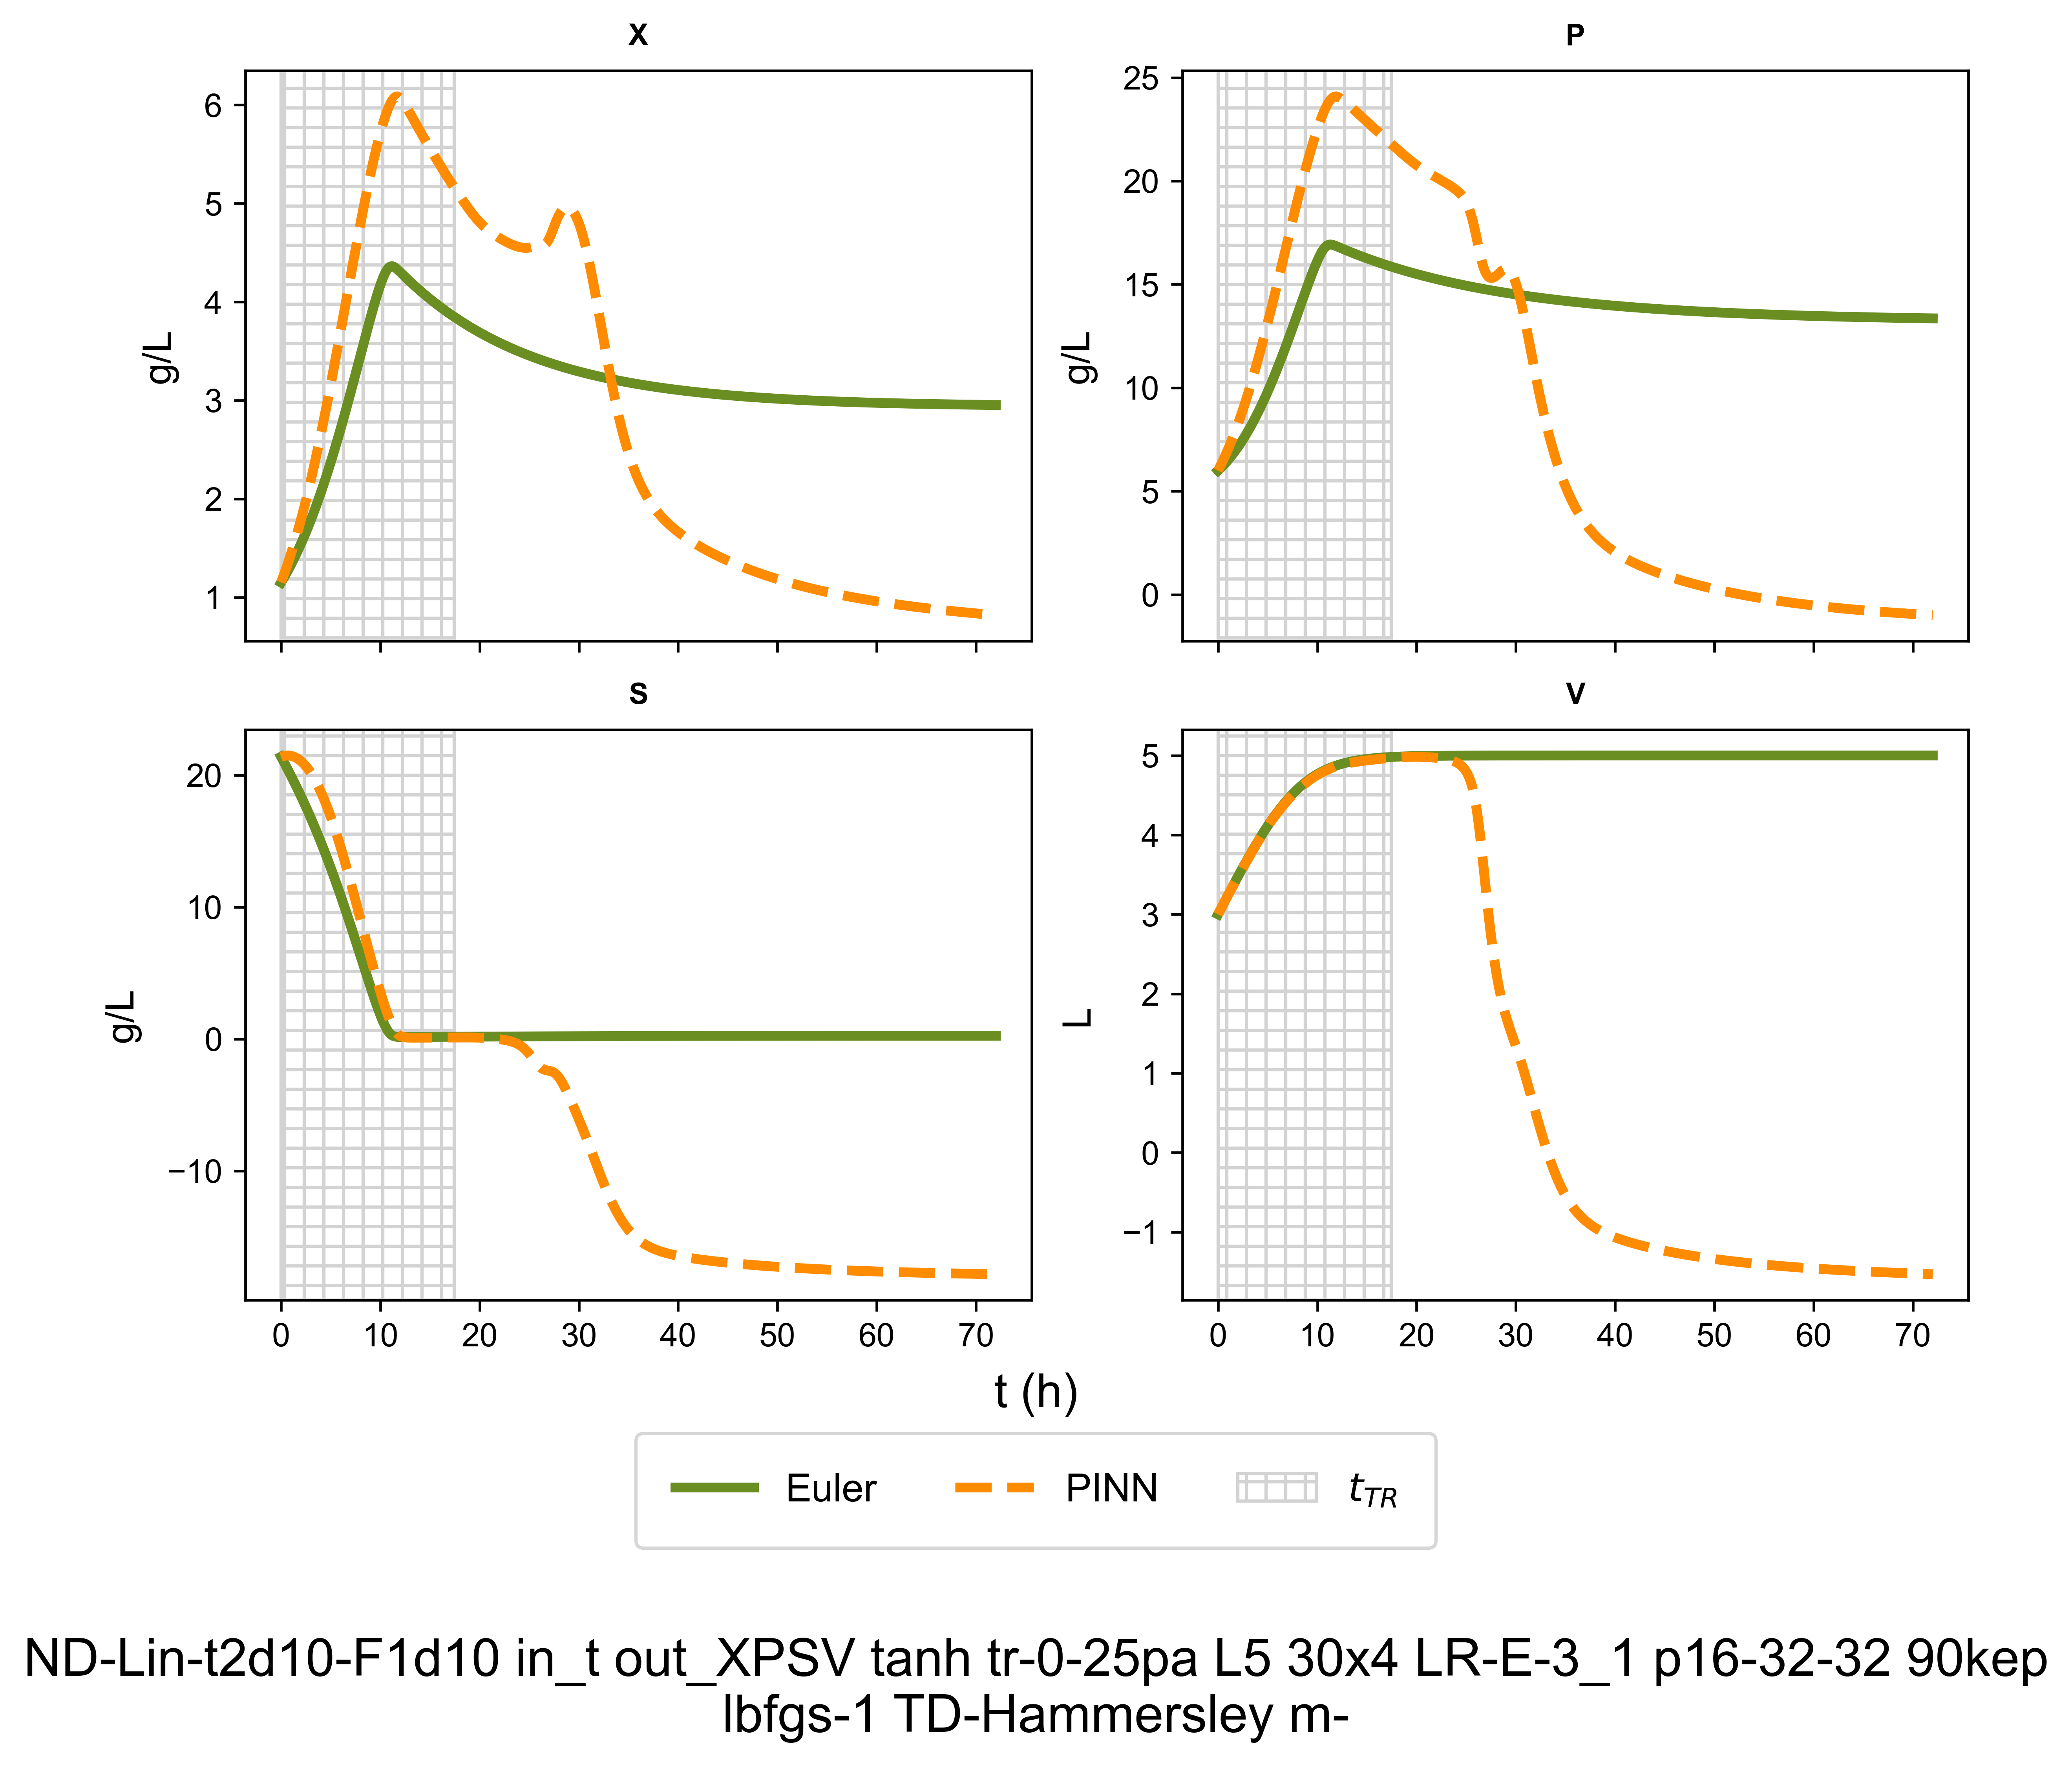 X
6
5
4
3
2
1
g/L
P
25
20
15
10
5
0
g/L
S
20
10
0
−10
g/L
0 10 20 30 40 50 60 70
V
5
4
3
2
1
0
−1
L
0 10 20 30 40 50 60 70
t (h)
Euler PINN t_TR
ND-Lin-t2d10-F1d10 in_t out_XPSV tanh tr-0-25pa L5 30x4 LR-E-3_1 p16-32-32 90kep
lbfgs-1 TD-Hammersley m-